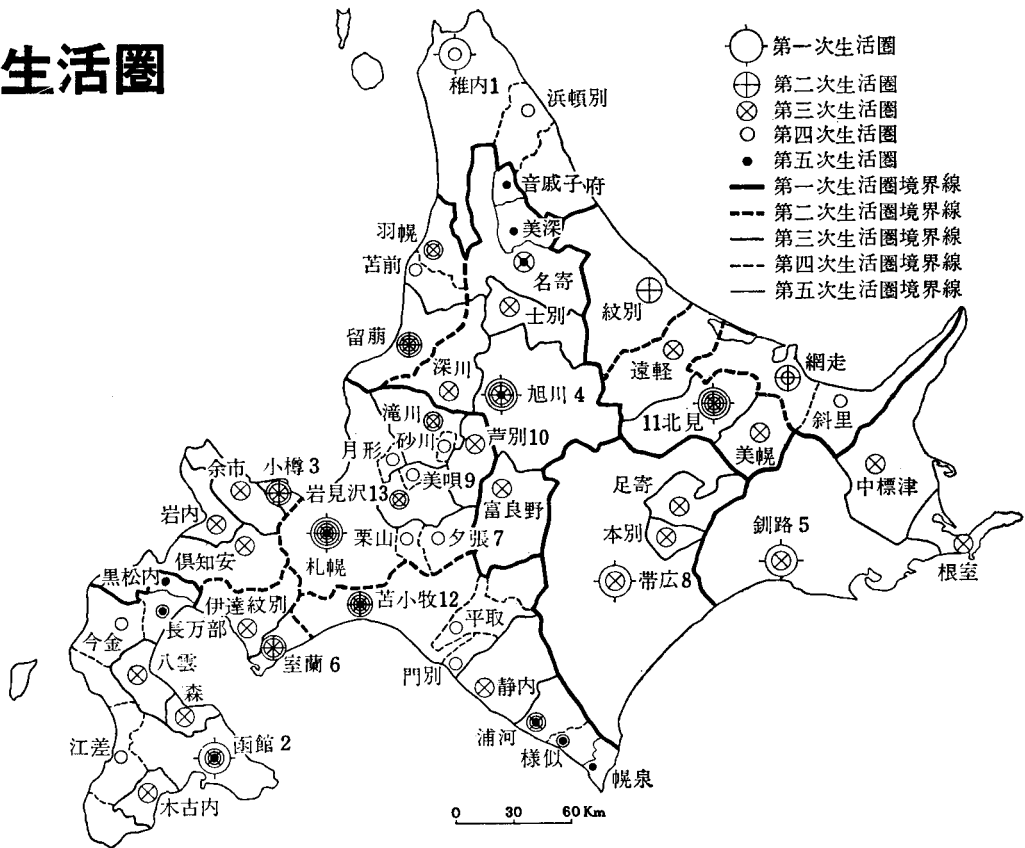 生活圏
第一次生活圏
第二次生活圏
第三次生活圏
第四次生活圏
第五次生活圏
第一次生活圏境界線
第二次生活圏境界線
第三次生活圏境界線
第四次生活圏境界線
第五次生活圏境界線
稚内1
浜頓別
音威子府
美深
羽幌
苫前
名寄
士別
紋別
留萌
深川
旭川4
遠軽
網走
斜里
11北見
美幌
滝川
芦別10
砂川
月形
美唄9
岩見沢13
富良野
余市
小樽3
岩内
倶知安
札幌
栗山
夕張7
足寄
本別
中標津
釧路5
根室
帯広8
黒松内
伊達紋別
苫小牧12
長万部
今金
室蘭6
平取
門別
八雲
森
静内
浦河
様似
幌泉
江差
函館2
木古内
0 30 60 Km